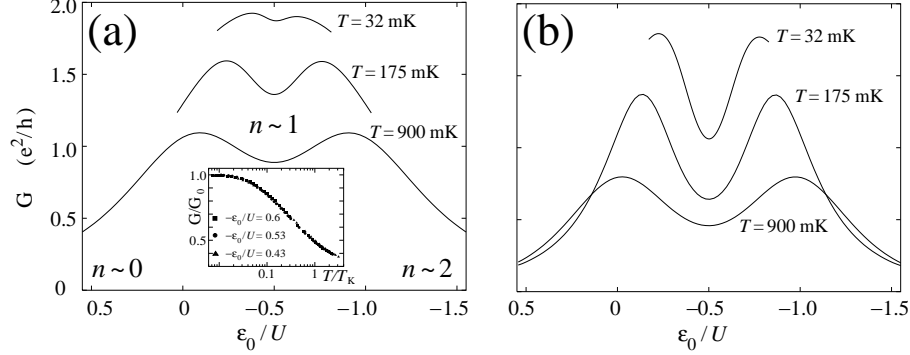 (a)
2.0
1.5
1.0
0.5
0
G (e²/h)
T = 32 mK
T = 175 mK
n ~ 1
T = 900 mK
1.0
0.5
G/G₀
−ε₀/U = 0.6
−ε₀/U = 0.53
−ε₀/U = 0.43
0.1 1 T/T_K
n ~ 0 n ~ 2
0.5 0 −0.5 −1.0 −1.5
ε₀ / U
(b)
T = 32 mK
T = 175 mK
T = 900 mK
0.5 0 −0.5 −1.0 −1.5
ε₀ / U